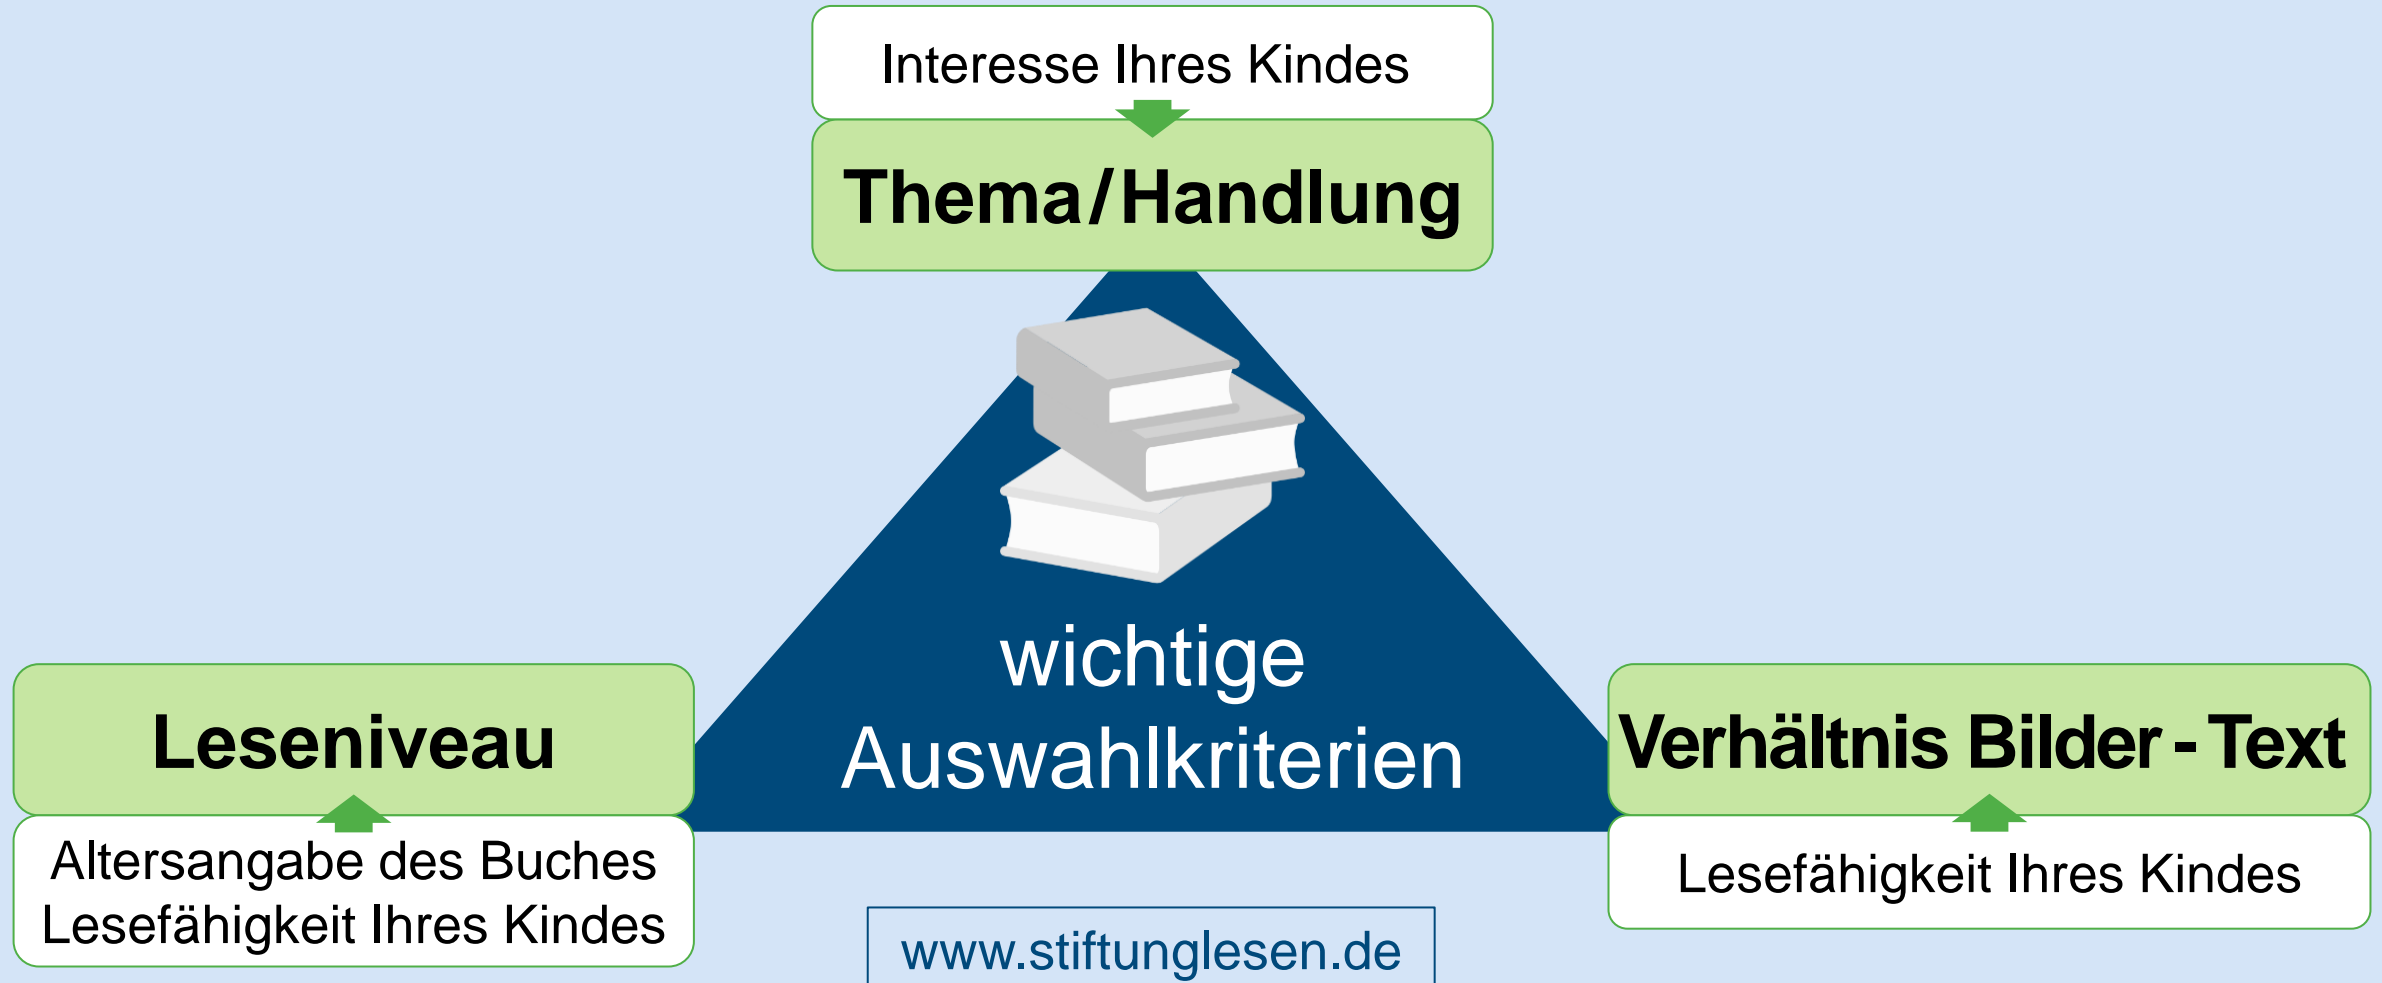 Interesse Ihres Kindes
Thema/Handlung
wichtige
Auswahlkriterien
Leseniveau
Altersangabe des Buches
Lesefähigkeit Ihres Kindes
Verhältnis Bilder - Text
Lesefähigkeit Ihres Kindes
www.stiftunglesen.de